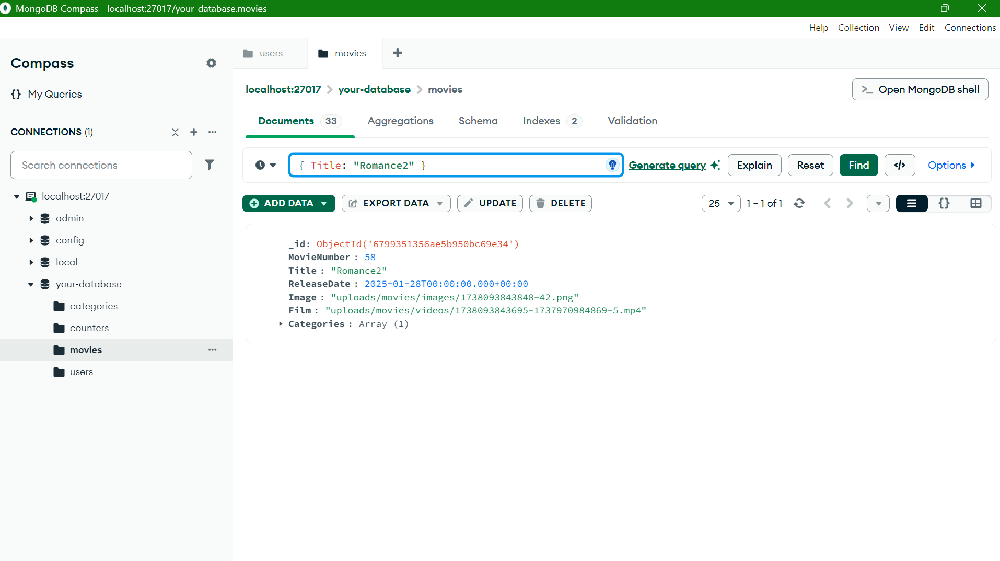 MongoDB Compass - localhost:27017/your-database.movies
Help Collection View Edit Connections
Compass
My Queries
CONNECTIONS (1)
Search connections
localhost:27017
admin
config
local
your-database
categories
counters
movies
users
users movies
localhost:27017 your-database movies
Open MongoDB shell
Documents 33 Aggregations Schema Indexes 2 Validation
{ Title: "Romance2" } Generate query Explain Reset Find </> Options
ADD DATA EXPORT DATA UPDATE DELETE 25 1 – 1 of 1 {}
_id: ObjectId('6799351356ae5b950bc69e34')
MovieNumber : 58
Title : "Romance2"
ReleaseDate : 2025-01-28T00:00:00.000+00:00
Image : "uploads/movies/images/1738093843848-42.png"
Film : "uploads/movies/videos/1738093843695-1737970984869-5.mp4"
Categories : Array (1)